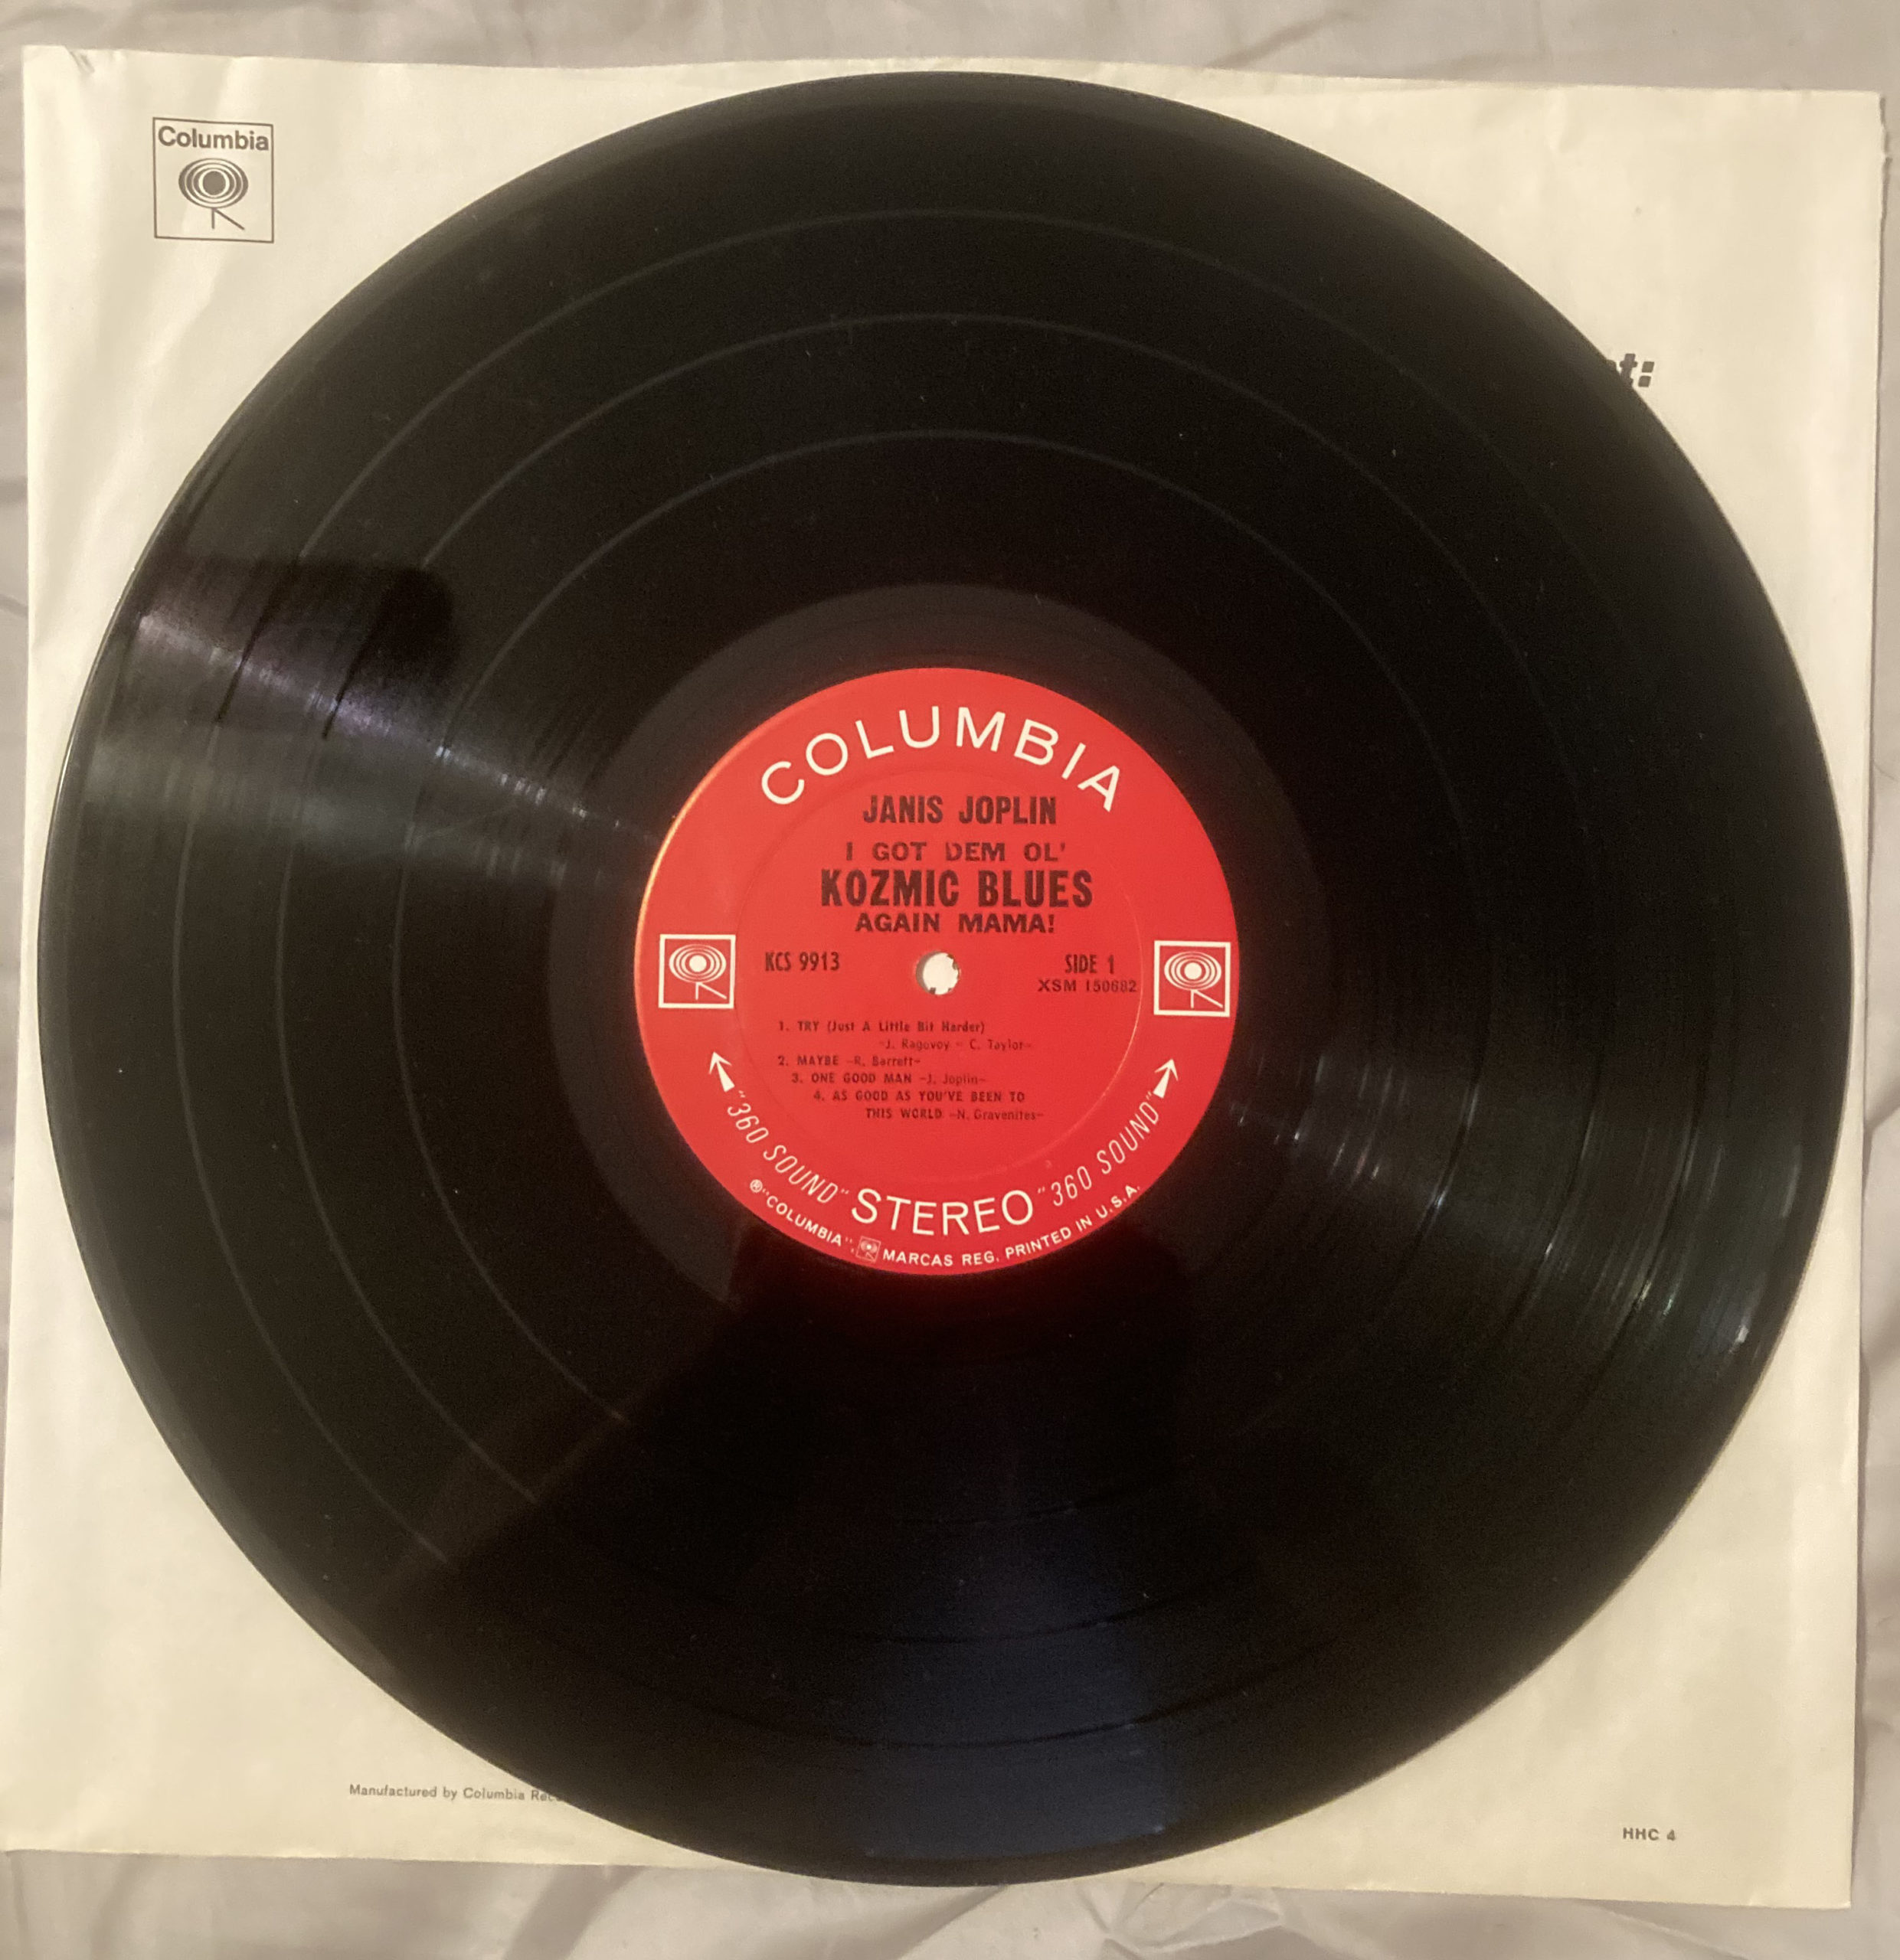 Columbia
COLUMBIA
JANIS JOPLIN
I GOT DEM OL'
KOZMIC BLUES
AGAIN MAMA!
KCS 9913
SIDE 1
XSM 150682
1. TRY (Just A Little Bit Harder)
-J. Ragovoy - C. Taylor-
2. MAYBE -R. Barrett-
3. ONE GOOD MAN -J. Joplin-
4. AS GOOD AS YOU'VE BEEN TO
THIS WORLD -N. Gravenites-
"360 SOUND" STEREO "360 SOUND"
® "COLUMBIA", MARCAS REG. PRINTED IN U.S.A.
Manufactured by Columbia
HHC 4